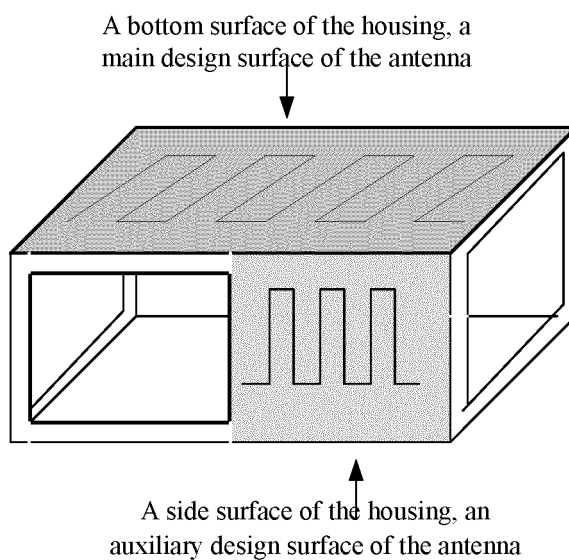 A bottom surface of the housing, a
main design surface of the antenna
A side surface of the housing, an
auxiliary design surface of the antenna